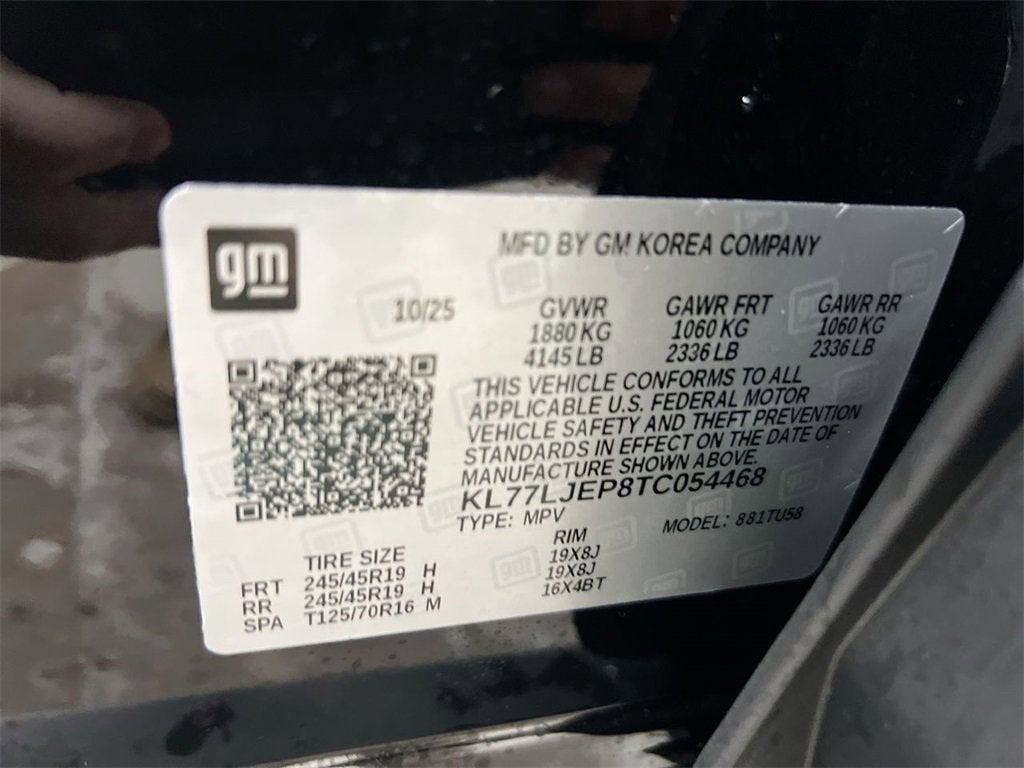 gm
MFD BY GM KOREA COMPANY
10/25 GVWR GAWR FRT GAWR RR
1880 KG 1060 KG 1060 KG
4145 LB 2336 LB 2336 LB
THIS VEHICLE CONFORMS TO ALL
APPLICABLE U.S. FEDERAL MOTOR
VEHICLE SAFETY AND THEFT PREVENTION
STANDARDS IN EFFECT ON THE DATE OF
MANUFACTURE SHOWN ABOVE.
KL77LJEP8TC054468
TYPE: MPV MODEL: 881TU58
TIRE SIZE RIM
FRT 245/45R19 H 19X8J
RR 245/45R19 H 19X8J
SPA T125/70R16 M 16X4BT